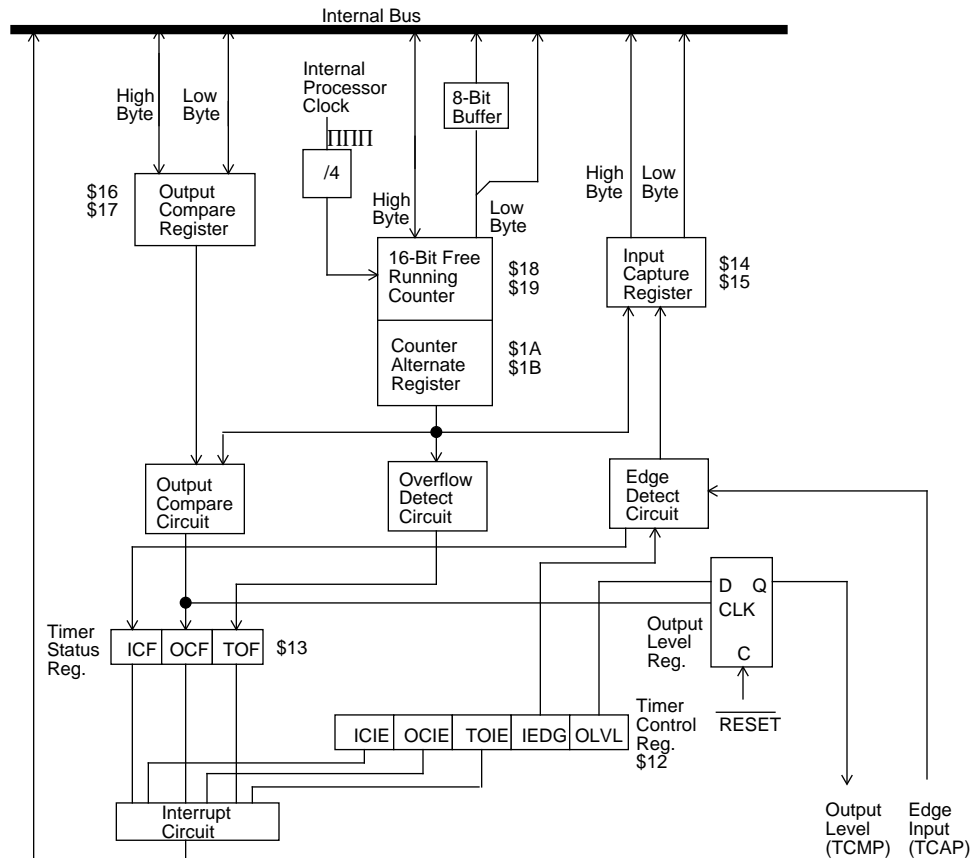 Internal Bus
High
Byte
Low
Byte
Internal
Processor
Clock
/4
8-Bit
Buffer
High
Byte
Low
Byte
High
Byte
Low
Byte
$16
$17
Output
Compare
Register
16-Bit Free
Running
Counter
$18
$19
Input
Capture
Register
$14
$15
Counter
Alternate
Register
$1A
$1B
Output
Compare
Circuit
Overflow
Detect
Circuit
Edge
Detect
Circuit
D Q
CLK
C
Output
Level
Reg.
RESET
Timer
Status
Reg.
ICF OCF TOF
$13
ICIE OCIE TOIE IEDG OLVL
Timer
Control
Reg.
$12
Interrupt
Circuit
Output
Level
(TCMP)
Edge
Input
(TCAP)